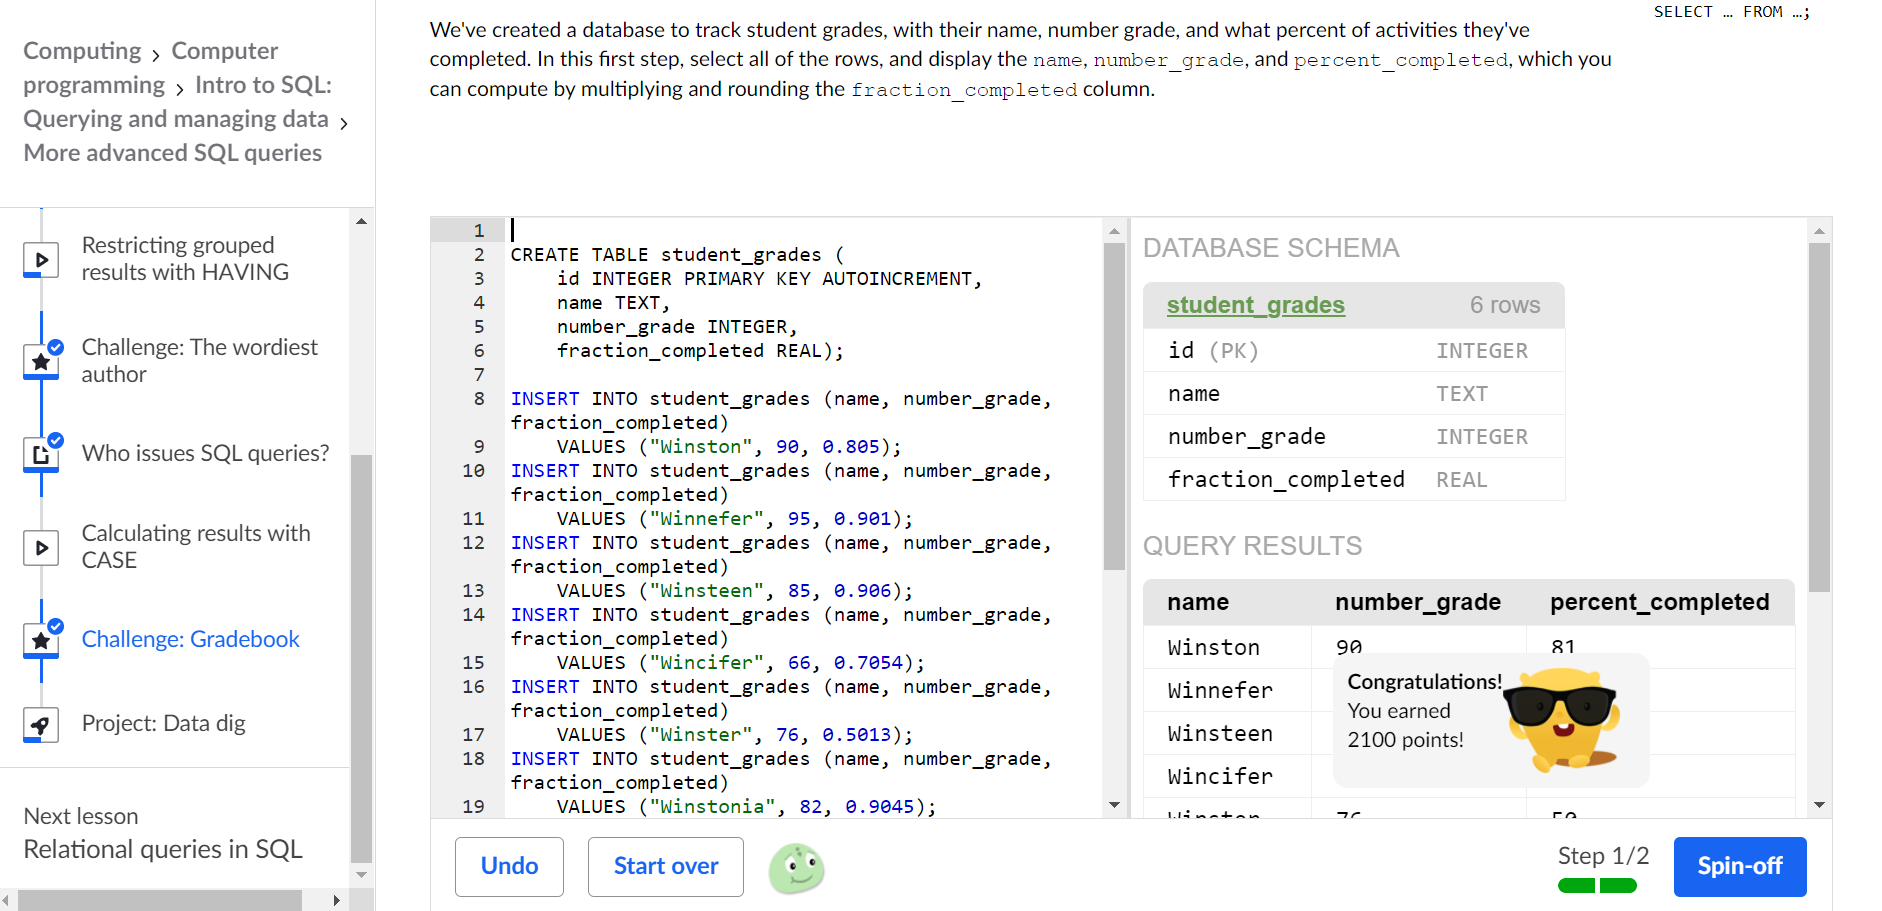 Computing > Computer
programming > Intro to SQL:
Querying and managing data >
More advanced SQL queries
Restricting grouped
results with HAVING
Challenge: The wordiest
author
Who issues SQL queries?
Calculating results with
CASE
Challenge: Gradebook
Project: Data dig
Next lesson
Relational queries in SQL
We've created a database to track student grades, with their name, number grade, and what percent of activities they've
completed. In this first step, select all of the rows, and display the name, number_grade, and percent_completed, which you
can compute by multiplying and rounding the fraction_completed column.
SELECT … FROM …;
1
2 CREATE TABLE student_grades (
3 id INTEGER PRIMARY KEY AUTOINCREMENT,
4 name TEXT,
5 number_grade INTEGER,
6 fraction_completed REAL);
7
8 INSERT INTO student_grades (name, number_grade,
fraction_completed)
9 VALUES ("Winston", 90, 0.805);
10 INSERT INTO student_grades (name, number_grade,
fraction_completed)
11 VALUES ("Winnefer", 95, 0.901);
12 INSERT INTO student_grades (name, number_grade,
fraction_completed)
13 VALUES ("Winsteen", 85, 0.906);
14 INSERT INTO student_grades (name, number_grade,
fraction_completed)
15 VALUES ("Wincifer", 66, 0.7054);
16 INSERT INTO student_grades (name, number_grade,
fraction_completed)
17 VALUES ("Winster", 76, 0.5013);
18 INSERT INTO student_grades (name, number_grade,
fraction_completed)
19 VALUES ("Winstonia", 82, 0.9045);
DATABASE SCHEMA
student_grades 6 rows
id (PK) INTEGER
name TEXT
number_grade INTEGER
fraction_completed REAL
QUERY RESULTS
name number_grade percent_completed
Winston 90 81
Winnefer
Winsteen
Wincifer
Winster 76 50
Congratulations!
You earned
2100 points!
Undo
Start over
Step 1/2
Spin-off